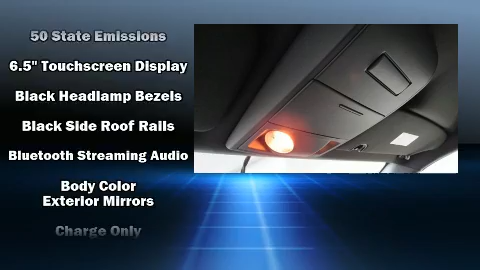 50 State Emissions
6.5" Touchscreen Display
Black Headlamp Bezels
Black Side Roof Rails
Bluetooth Streaming Audio
Body Color
Exterior Mirrors
Charge Only